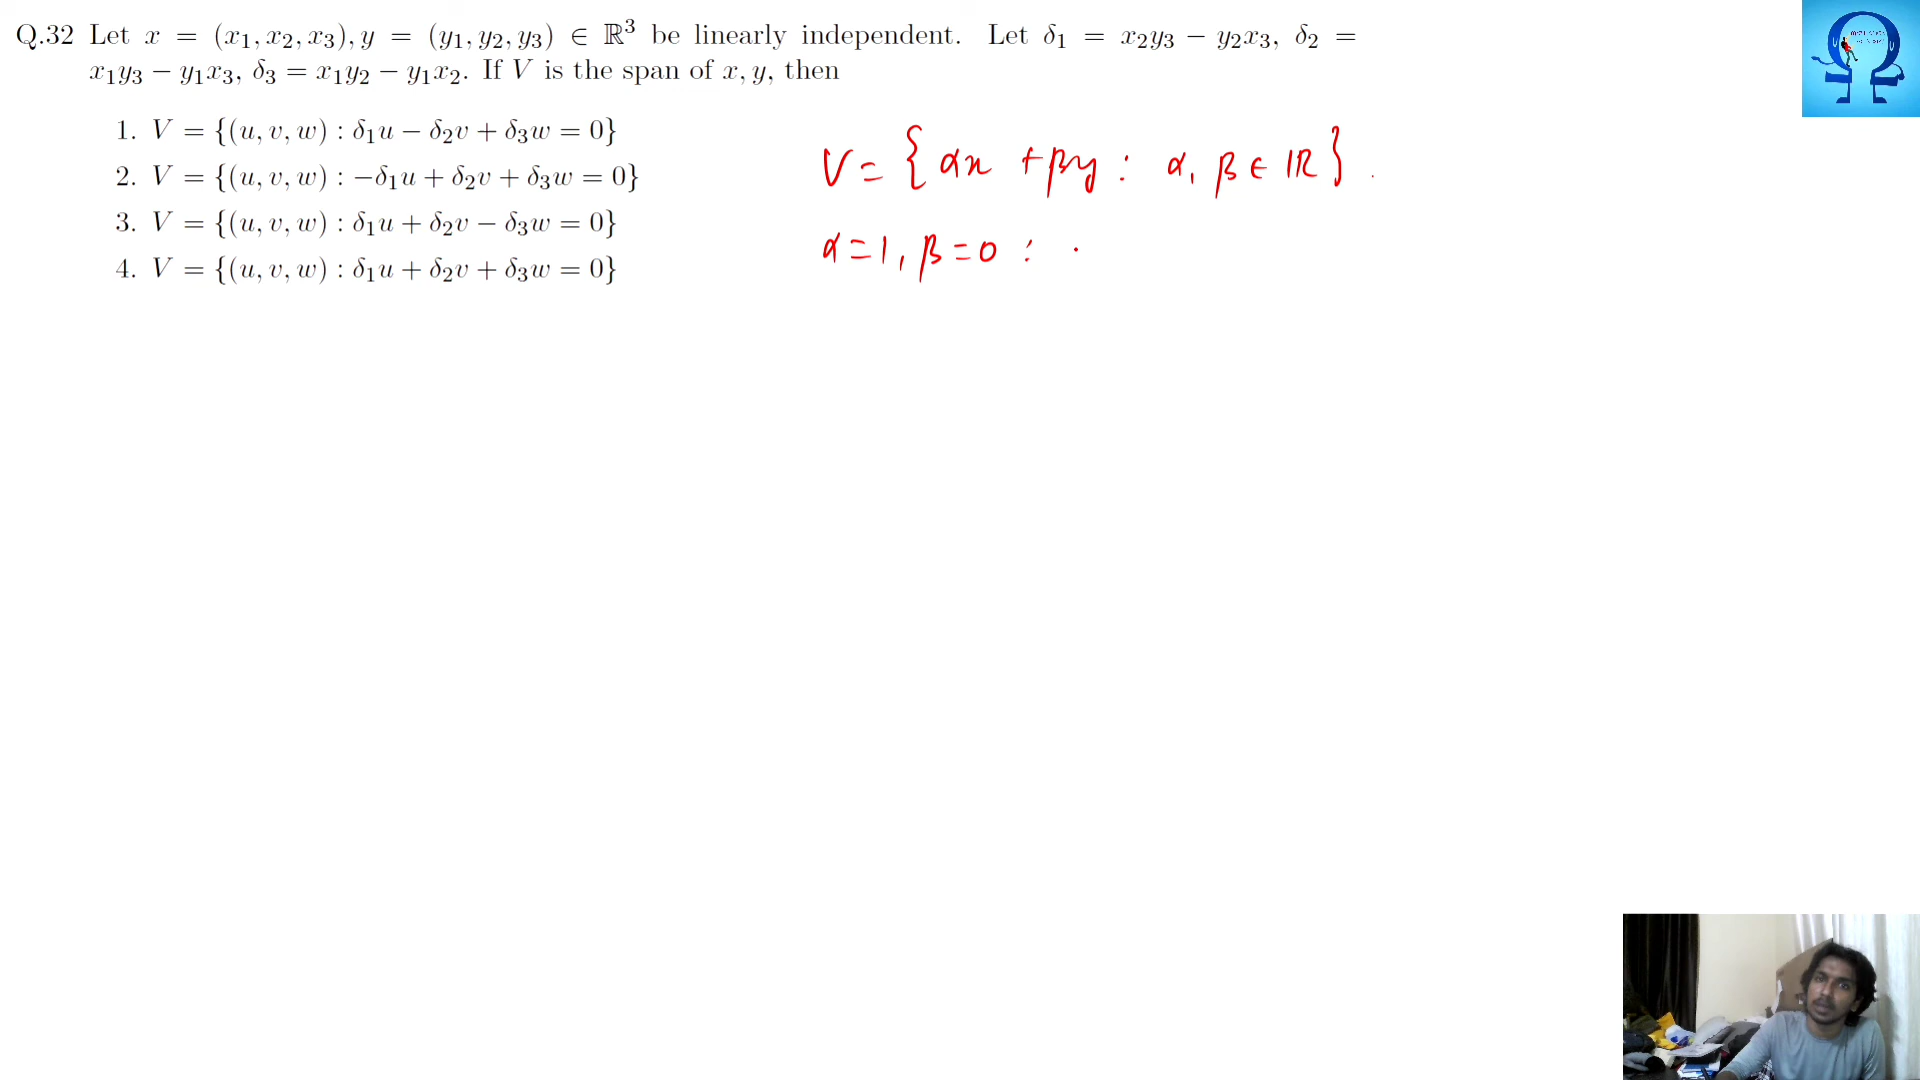 Q.32 Let x = (x₁, x₂, x₃), y = (y₁, y₂, y₃) ∈ ℝ³ be linearly independent. Let δ₁ = x₂y₃ − y₂x₃, δ₂ =
x₁y₃ − y₁x₃, δ₃ = x₁y₂ − y₁x₂. If V is the span of x, y, then
1. V = {(u, v, w) : δ₁u − δ₂v + δ₃w = 0}
2. V = {(u, v, w) : −δ₁u + δ₂v + δ₃w = 0}
3. V = {(u, v, w) : δ₁u + δ₂v − δ₃w = 0}
4. V = {(u, v, w) : δ₁u + δ₂v + δ₃w = 0}
V = { αx + βy : α, β ∈ ℝ } .
α = 1, β = 0 : .